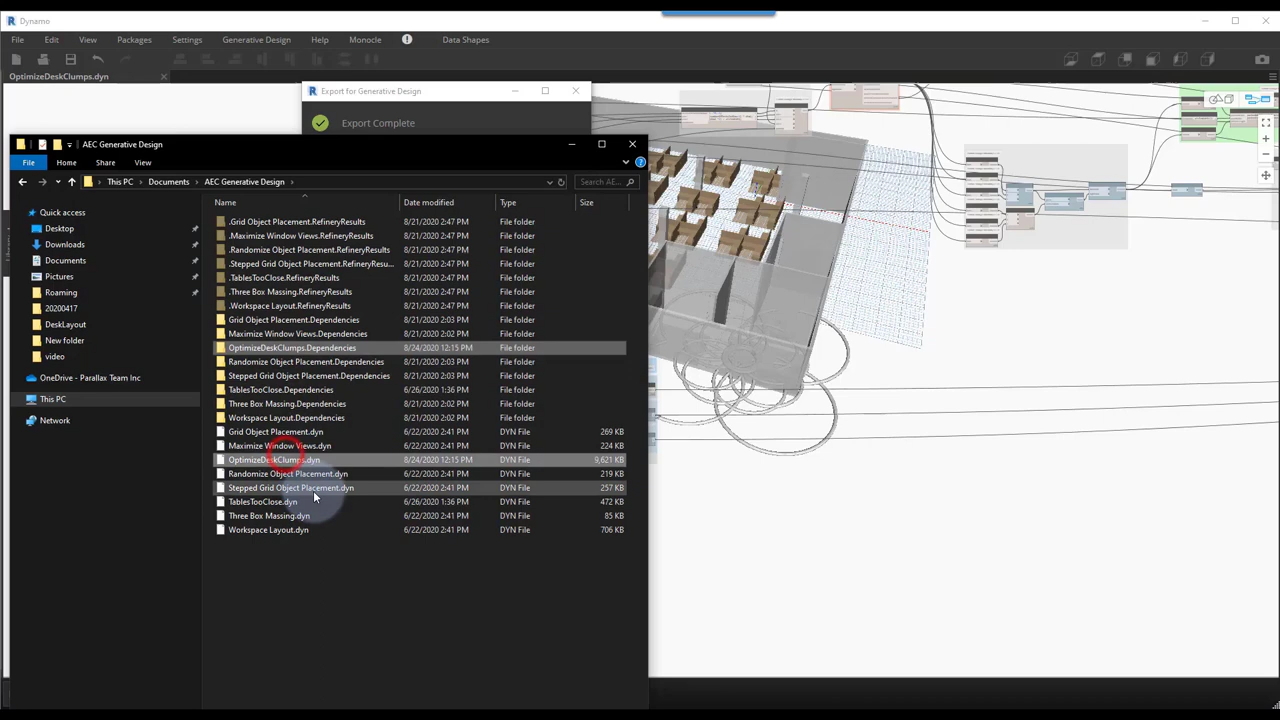 Dynamo
File Edit View Packages Settings Generative Design Help Monocle Data Shapes
OptimizeDeskClumps.dyn
Export for Generative Design
Export Complete
AEC Generative Design
File Home Share View
This PC Documents AEC Generative Design
Search AE...
Name Date modified Type Size
Quick access
Desktop
Downloads
Documents
Pictures
Roaming
20200417
DeskLayout
New folder
video
OneDrive - Parallax Team Inc
This PC
Network
.Grid Object Placement.RefineryResults 8/21/2020 2:47 PM File folder
.Maximize Window Views.RefineryResults 8/21/2020 2:47 PM File folder
.Randomize Object Placement.RefineryResults 8/21/2020 2:47 PM File folder
.Stepped Grid Object Placement.RefineryResu... 8/21/2020 2:47 PM File folder
.TablesTooClose.RefineryResults 8/21/2020 2:47 PM File folder
.Three Box Massing.RefineryResults 8/21/2020 2:47 PM File folder
.Workspace Layout.RefineryResults 8/21/2020 2:47 PM File folder
Grid Object Placement.Dependencies 8/21/2020 2:03 PM File folder
Maximize Window Views.Dependencies 8/21/2020 2:02 PM File folder
OptimizeDeskClumps.Dependencies 8/24/2020 12:15 PM File folder
Randomize Object Placement.Dependencies 8/21/2020 2:03 PM File folder
Stepped Grid Object Placement.Dependencies 8/21/2020 2:03 PM File folder
TablesTooClose.Dependencies 6/26/2020 1:36 PM File folder
Three Box Massing.Dependencies 8/21/2020 2:02 PM File folder
Workspace Layout.Dependencies 8/21/2020 2:02 PM File folder
Grid Object Placement.dyn 6/22/2020 2:41 PM DYN File 269 KB
Maximize Window Views.dyn 6/22/2020 2:41 PM DYN File 224 KB
OptimizeDeskClumps.dyn 8/24/2020 12:15 PM DYN File 9,621 KB
Randomize Object Placement.dyn 6/22/2020 2:41 PM DYN File 219 KB
Stepped Grid Object Placement.dyn 6/22/2020 2:41 PM DYN File 257 KB
TablesTooClose.dyn 6/26/2020 1:36 PM DYN File 472 KB
Three Box Massing.dyn 6/22/2020 2:41 PM DYN File 85 KB
Workspace Layout.dyn 6/22/2020 2:41 PM DYN File 706 KB